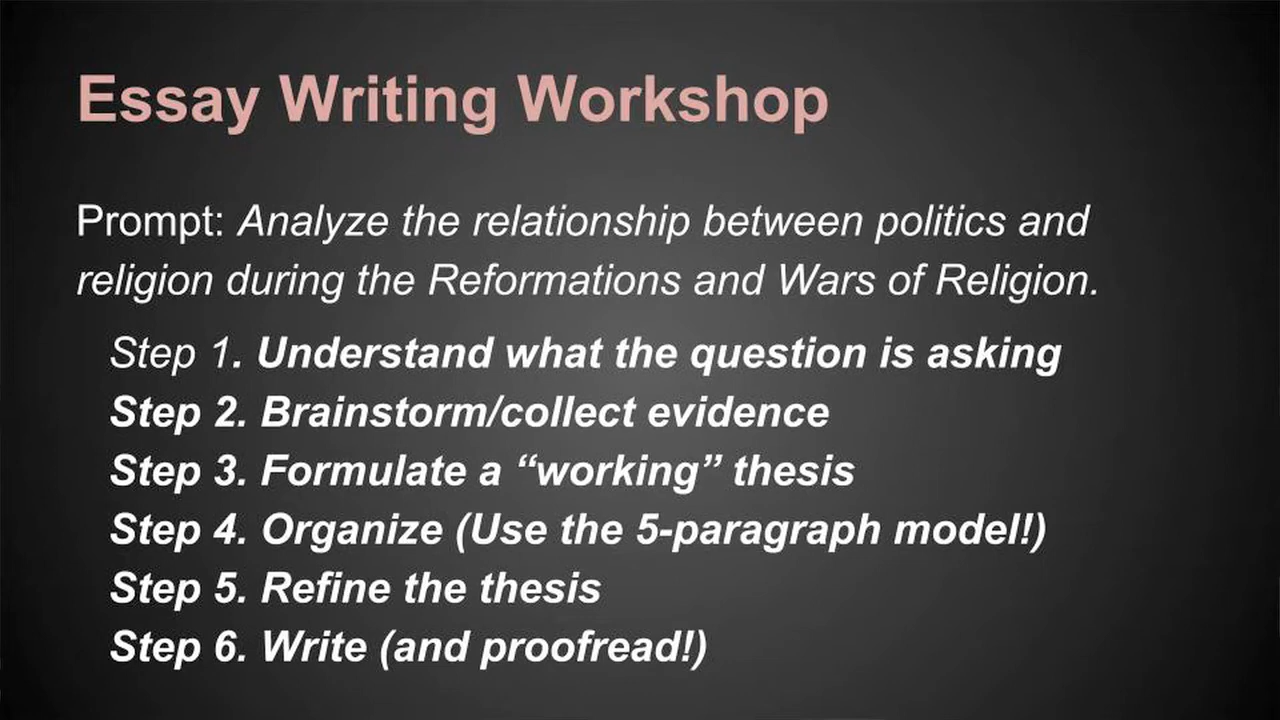 Essay Writing Workshop
Prompt: Analyze the relationship between politics and
religion during the Reformations and Wars of Religion.
Step 1. Understand what the question is asking
Step 2. Brainstorm/collect evidence
Step 3. Formulate a “working” thesis
Step 4. Organize (Use the 5-paragraph model!)
Step 5. Refine the thesis
Step 6. Write (and proofread!)